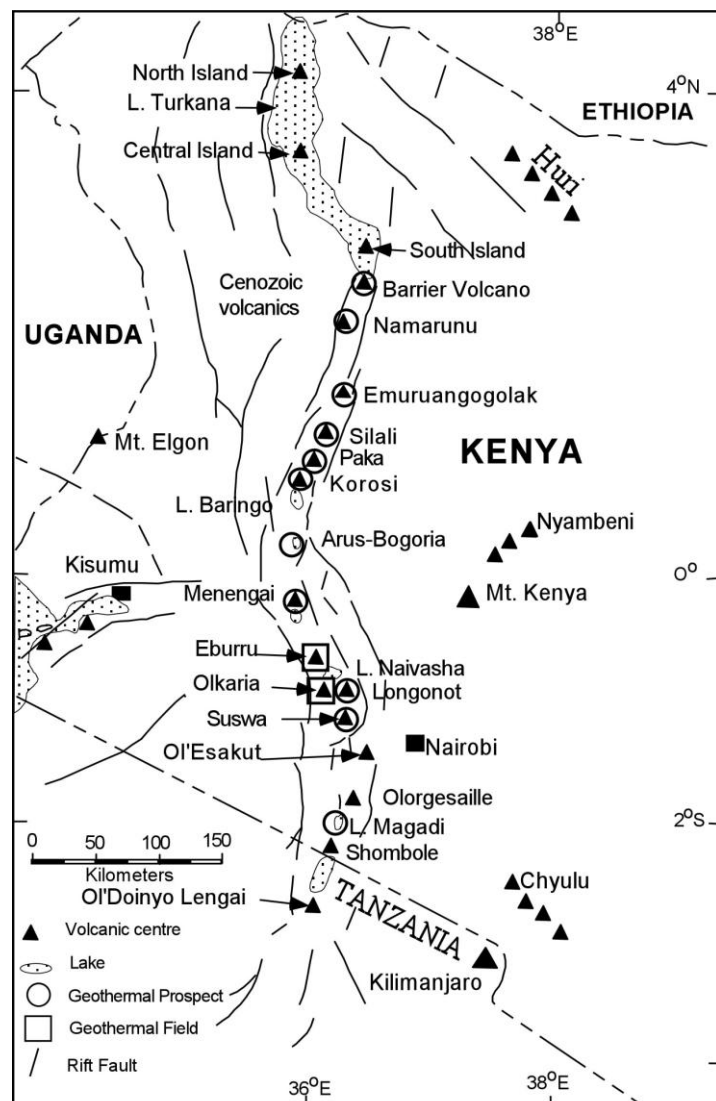 38°E
4°N
North Island
L. Turkana
ETHIOPIA
Central Island
Huri
South Island
Cenozoic
volcanics
Barrier Volcano
Namarunu
UGANDA
Emuruangogolak
Mt. Elgon
Silali
KENYA
Paka
Korosi
L. Baringo
Nyambeni
Arus-Bogoria
Kisumu
0°
Menengai
Mt. Kenya
Eburru
L. Naivasha
Olkaria
Longonot
Suswa
Ol'Esakut
Nairobi
Olorgesaille
2°S
L. Magadi
0 50 100 150
Kilometers
Shombole
Ol'Doinyo Lengai
Chyulu
TANZANIA
Volcanic centre
Lake
Kilimanjaro
Geothermal Prospect
Geothermal Field
Rift Fault
36°E
38°E